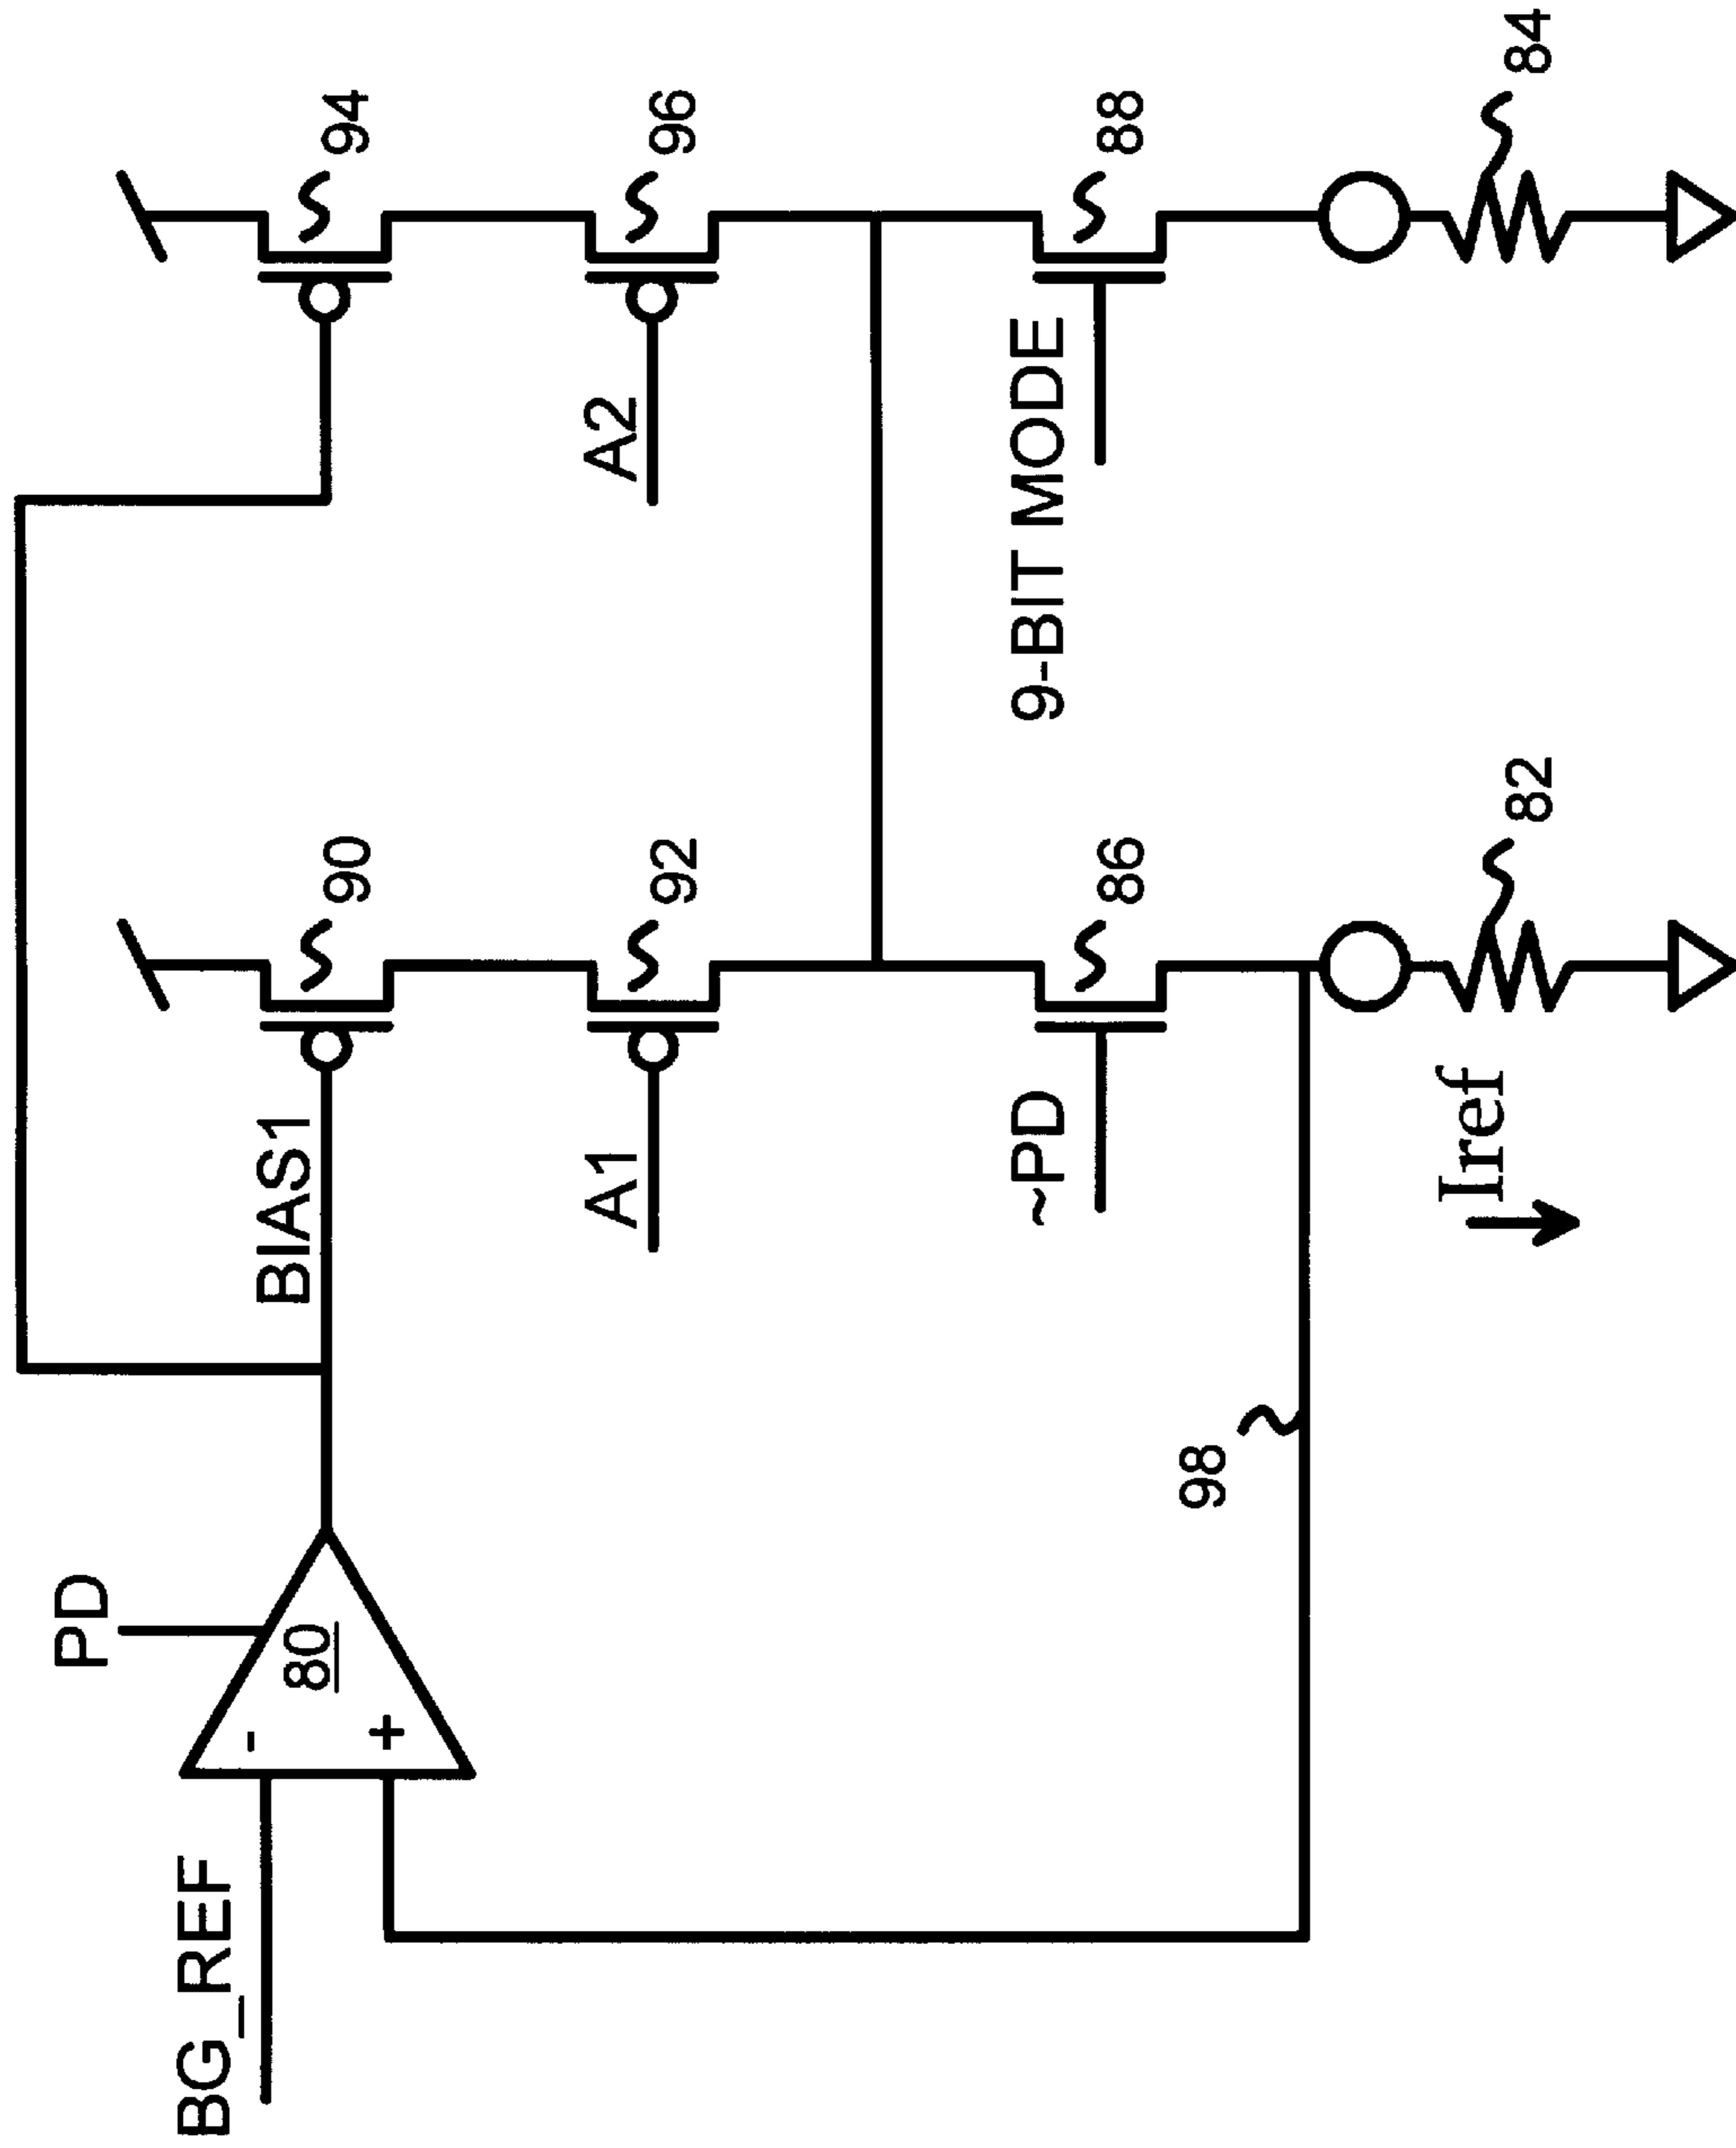 PD
94
BIAS1
90
BG_REF
-
80
+
A2
96
A1
92
9-BIT MODE
88
~PD
86
98
Iref
82
84